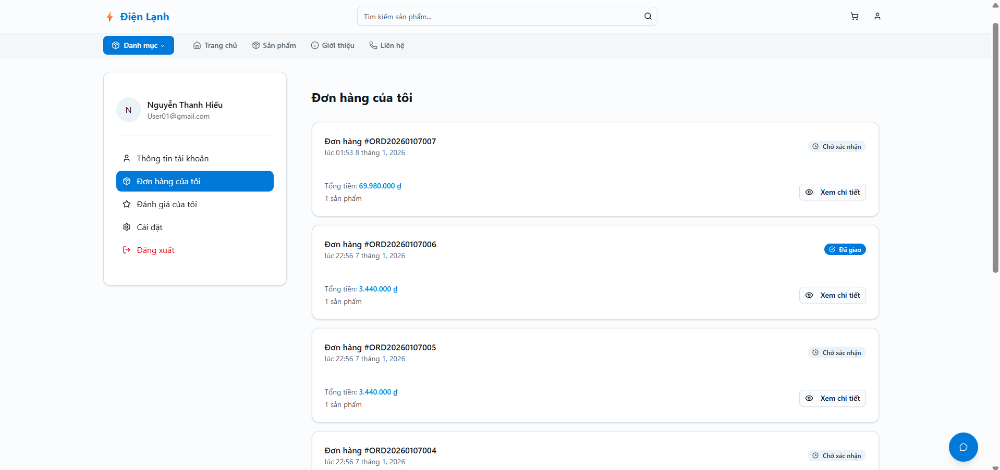 Điện Lạnh
Tìm kiếm sản phẩm...
Danh mục
Trang chủ
Sản phẩm
Giới thiệu
Liên hệ
N
Nguyễn Thanh Hiếu
User01@gmail.com
Thông tin tài khoản
Đơn hàng của tôi
Đánh giá của tôi
Cài đặt
Đăng xuất
Đơn hàng của tôi
Đơn hàng #ORD20260107007
lúc 01:53 8 tháng 1, 2026
Chờ xác nhận
Tổng tiền: 69.980.000 ₫
1 sản phẩm
Xem chi tiết
Đơn hàng #ORD20260107006
lúc 22:56 7 tháng 1, 2026
Đã giao
Tổng tiền: 3.440.000 ₫
1 sản phẩm
Xem chi tiết
Đơn hàng #ORD20260107005
lúc 22:56 7 tháng 1, 2026
Chờ xác nhận
Tổng tiền: 3.440.000 ₫
1 sản phẩm
Xem chi tiết
Đơn hàng #ORD20260107004
lúc 22:56 7 tháng 1, 2026
Chờ xác nhận